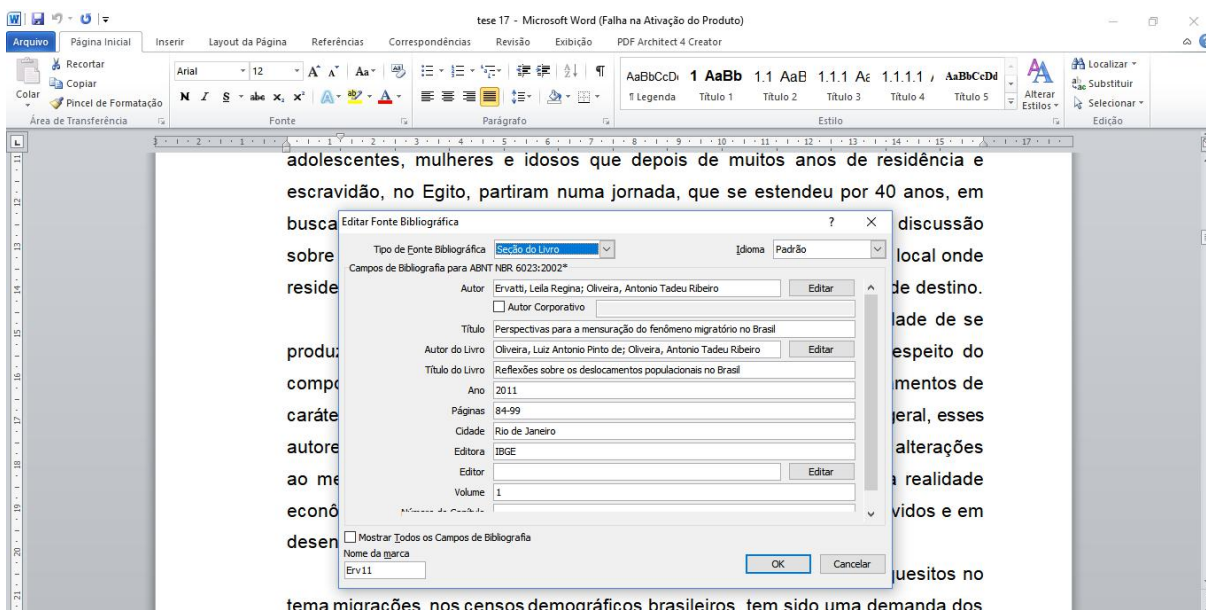 tese 17 - Microsoft Word (Falha na Ativação do Produto)
Arquivo Página Inicial Inserir Layout da Página Referências Correspondências Revisão Exibição PDF Architect 4 Creator
Colar
Recortar
Copiar
Pincel de Formatação
Área de Transferência
Arial 12
N I S abe x, x²
Fonte
Parágrafo
AaBbCcD 1 AaBb 1.1 AaB 1.1.1 Aa 1.1.1.1 AaBbCcDd
¶ Legenda Título 1 Título 2 Título 3 Título 4 Título 5
Alterar Estilos
Estilo
Localizar
Substituir
Selecionar
Edição
adolescentes, mulheres e idosos que depois de muitos anos de residência e
escravidão, no Egito, partiram numa jornada, que se estendeu por 40 anos, em
busca discussão
sobre local onde
reside de destino.
se
produz espeito do
compo mentos de
caráte geral, esses
autore alterações
ao me realidade
econô vidos e em
desen
uesitos no
tema migrações, nos censos demográficos brasileiros, tem sido uma demanda dos
Editar Fonte Bibliográfica ? X
Tipo de Fonte Bibliográfica Seção do Livro Idioma Padrão
Campos de Bibliografia para ABNT NBR 6023:2002*
Autor Ervatti, Leila Regina; Oliveira, Antonio Tadeu Ribeiro Editar
Autor Corporativo
Título Perspectivas para a mensuração do fenômeno migratório no Brasil
Autor do Livro Oliveira, Luiz Antonio Pinto de; Oliveira, Antonio Tadeu Ribeiro Editar
Título do Livro Reflexões sobre os deslocamentos populacionais no Brasil
Ano 2011
Páginas 84-99
Cidade Rio de Janeiro
Editora IBGE
Editor Editar
Volume 1
Número do Capítulo
Mostrar Todos os Campos de Bibliografia
Nome da marca
Erv11
OK Cancelar